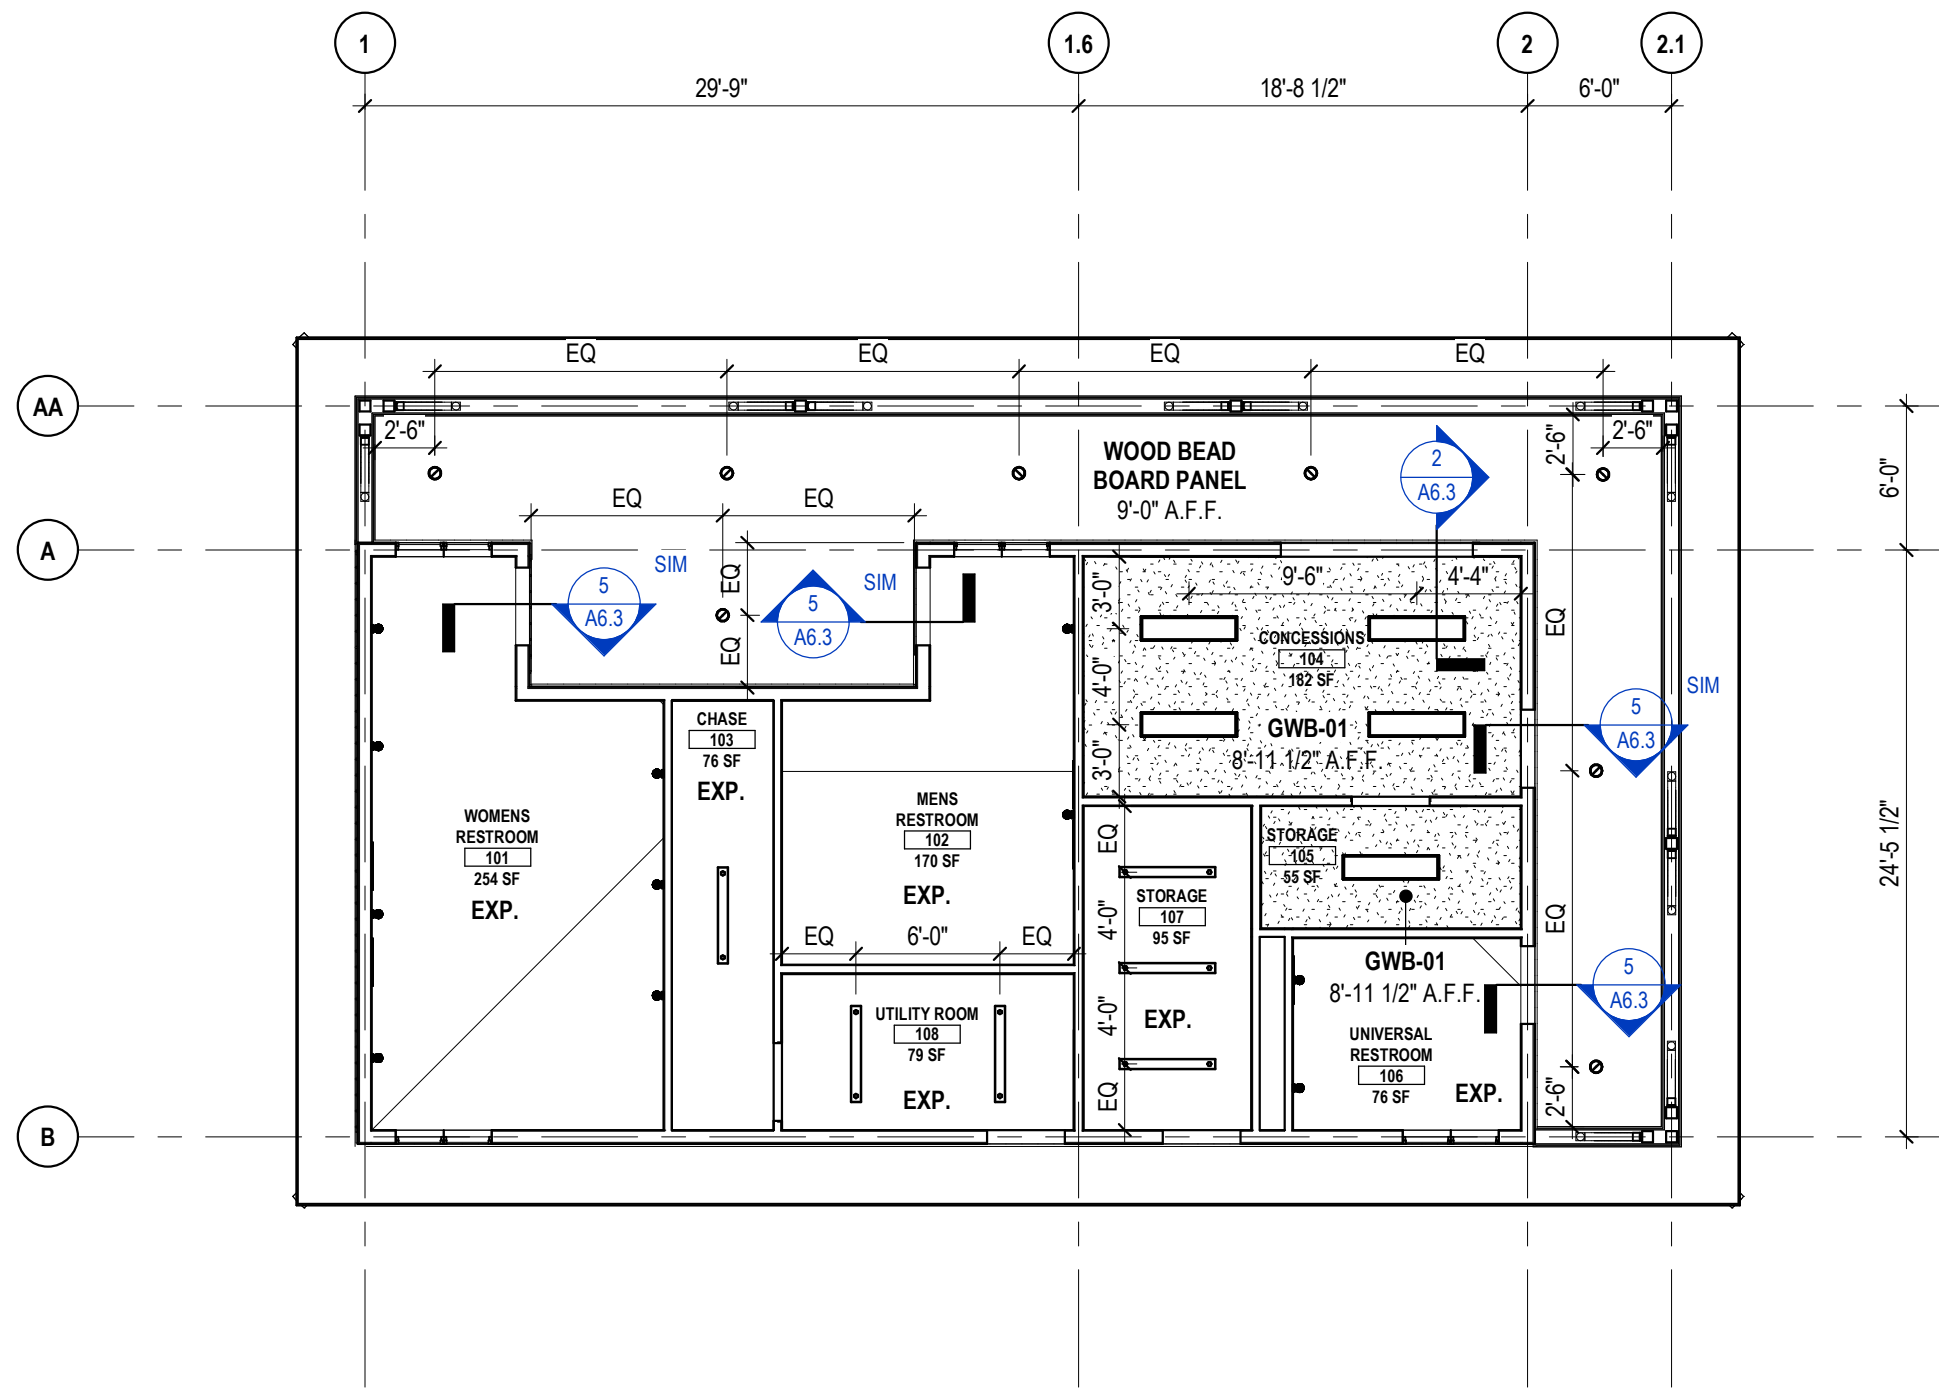 1
1.6
2
2.1
29'-9"
18'-8 1/2"
6'-0"
EQ
EQ
EQ
EQ
AA
2'-6"
2'-6"
2'-6"
6'-0"
WOOD BEAD
BOARD PANEL
9'-0" A.F.F.
2
A6.3
EQ
EQ
A
SIM
5
A6.3
EQ
EQ
SIM
5
A6.3
9'-6"
4'-4"
3'-0"
4'-0"
3'-0"
CONCESSIONS
104
182 SF
GWB-01
8'-11 1/2" A.F.F.
EQ
SIM
5
A6.3
CHASE
103
76 SF
EXP.
WOMENS
RESTROOM
101
254 SF
EXP.
MENS
RESTROOM
102
170 SF
EXP.
EQ
6'-0"
EQ
EQ
4'-0"
4'-0"
EQ
STORAGE
105
55 SF
STORAGE
107
95 SF
EXP.
24'-5 1/2"
EQ
GWB-01
8'-11 1/2" A.F.F.
5
A6.3
UTILITY ROOM
108
79 SF
EXP.
UNIVERSAL
RESTROOM
106
76 SF
EXP.
2'-6"
B